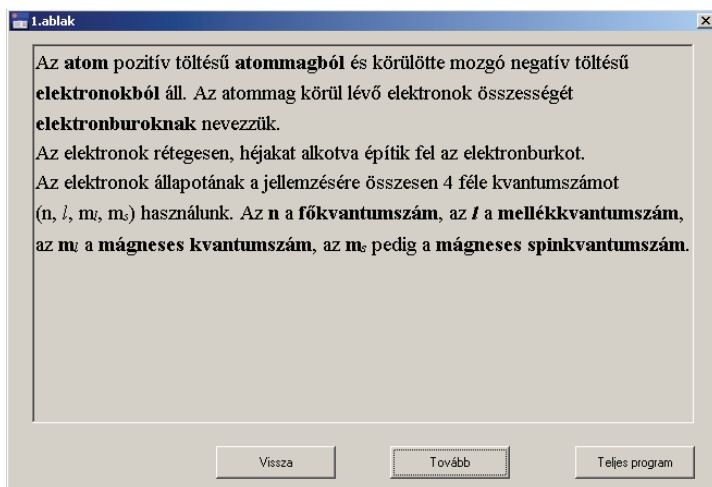 1.ablak
Az atom pozitív töltésű atommagból és körülötte mozgó negatív töltésű
elektronokból áll. Az atommag körül lévő elektronok összességét
elektronburoknak nevezzük.
Az elektronok rétegesen, héjakat alkotva építik fel az elektronburkot.
Az elektronok állapotának a jellemzésére összesen 4 féle kvantumszámot
(n, l, ml, ms) használunk. Az n a főkvantumszám, az l a mellékkvantumszám,
az ml a mágneses kvantumszám, az ms pedig a mágneses spinkvantumszám.
Vissza
Tovább
Teljes program